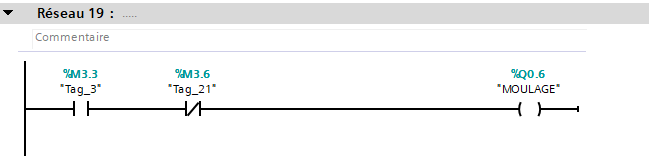 Réseau 19 : .....
Commentaire
%M3.3 %M3.6 %Q0.6
"Tag_3" "Tag_21" "MOULAGE"